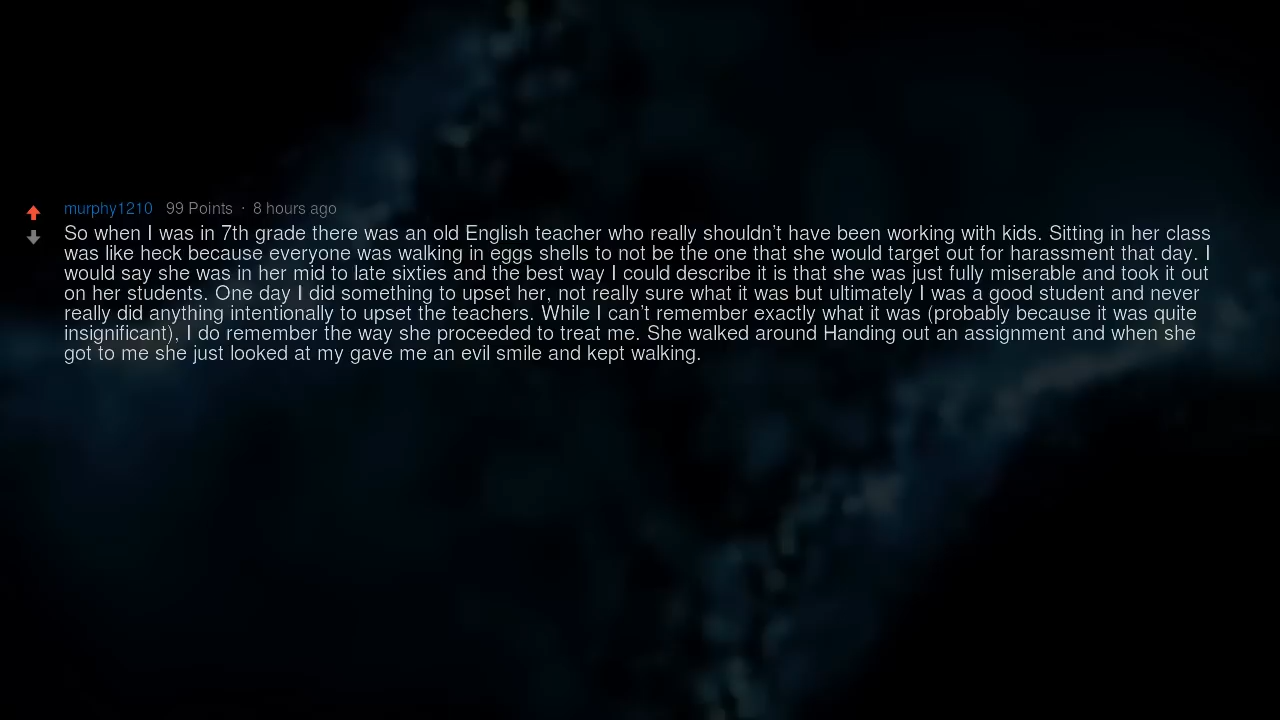 murphy1210 99 Points · 8 hours ago
So when I was in 7th grade there was an old English teacher who really shouldn't have been working with kids. Sitting in her class
was like heck because everyone was walking in eggs shells to not be the one that she would target out for harassment that day. I
would say she was in her mid to late sixties and the best way I could describe it is that she was just fully miserable and took it out
on her students. One day I did something to upset her, not really sure what it was but ultimately I was a good student and never
really did anything intentionally to upset the teachers. While I can't remember exactly what it was (probably because it was quite
insignificant), I do remember the way she proceeded to treat me. She walked around Handing out an assignment and when she
got to me she just looked at my gave me an evil smile and kept walking.